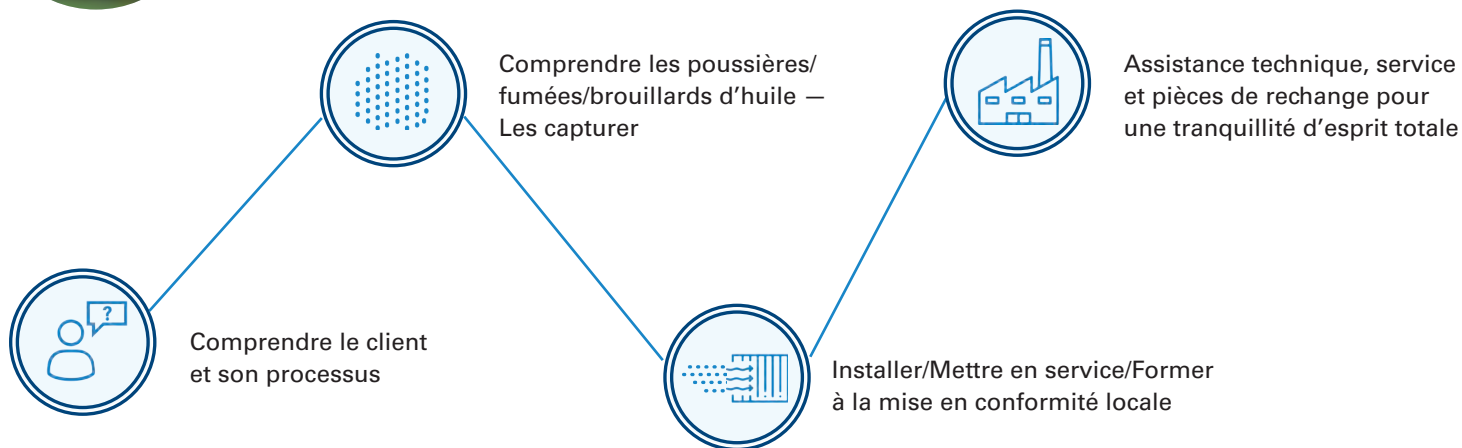 Comprendre les poussières/
fumées/brouillards d’huile —
Les capturer
Assistance technique, service
et pièces de rechange pour
une tranquillité d’esprit totale
?
Comprendre le client
et son processus
Installer/Mettre en service/Former
à la mise en conformité locale